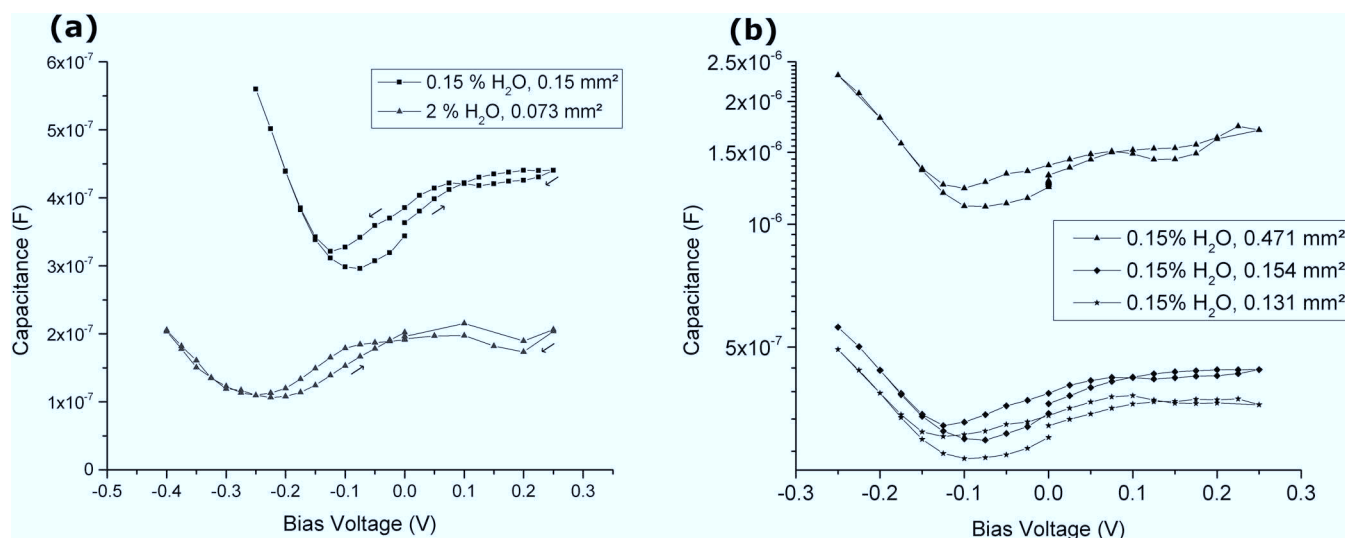 (a)
6x10⁻⁷
5x10⁻⁷
4x10⁻⁷
3x10⁻⁷
2x10⁻⁷
1x10⁻⁷
0
Capacitance (F)
0.15 % H₂O, 0.15 mm²
2 % H₂O, 0.073 mm²
-0.5 -0.4 -0.3 -0.2 -0.1 0.0 0.1 0.2 0.3
Bias Voltage (V)
(b)
2.5x10⁻⁶
2x10⁻⁶
1.5x10⁻⁶
1x10⁻⁶
5x10⁻⁷
Capacitance (F)
0.15% H₂O, 0.471 mm²
0.15% H₂O, 0.154 mm²
0.15% H₂O, 0.131 mm²
-0.3 -0.2 -0.1 0.0 0.1 0.2 0.3
Bias Voltage (V)